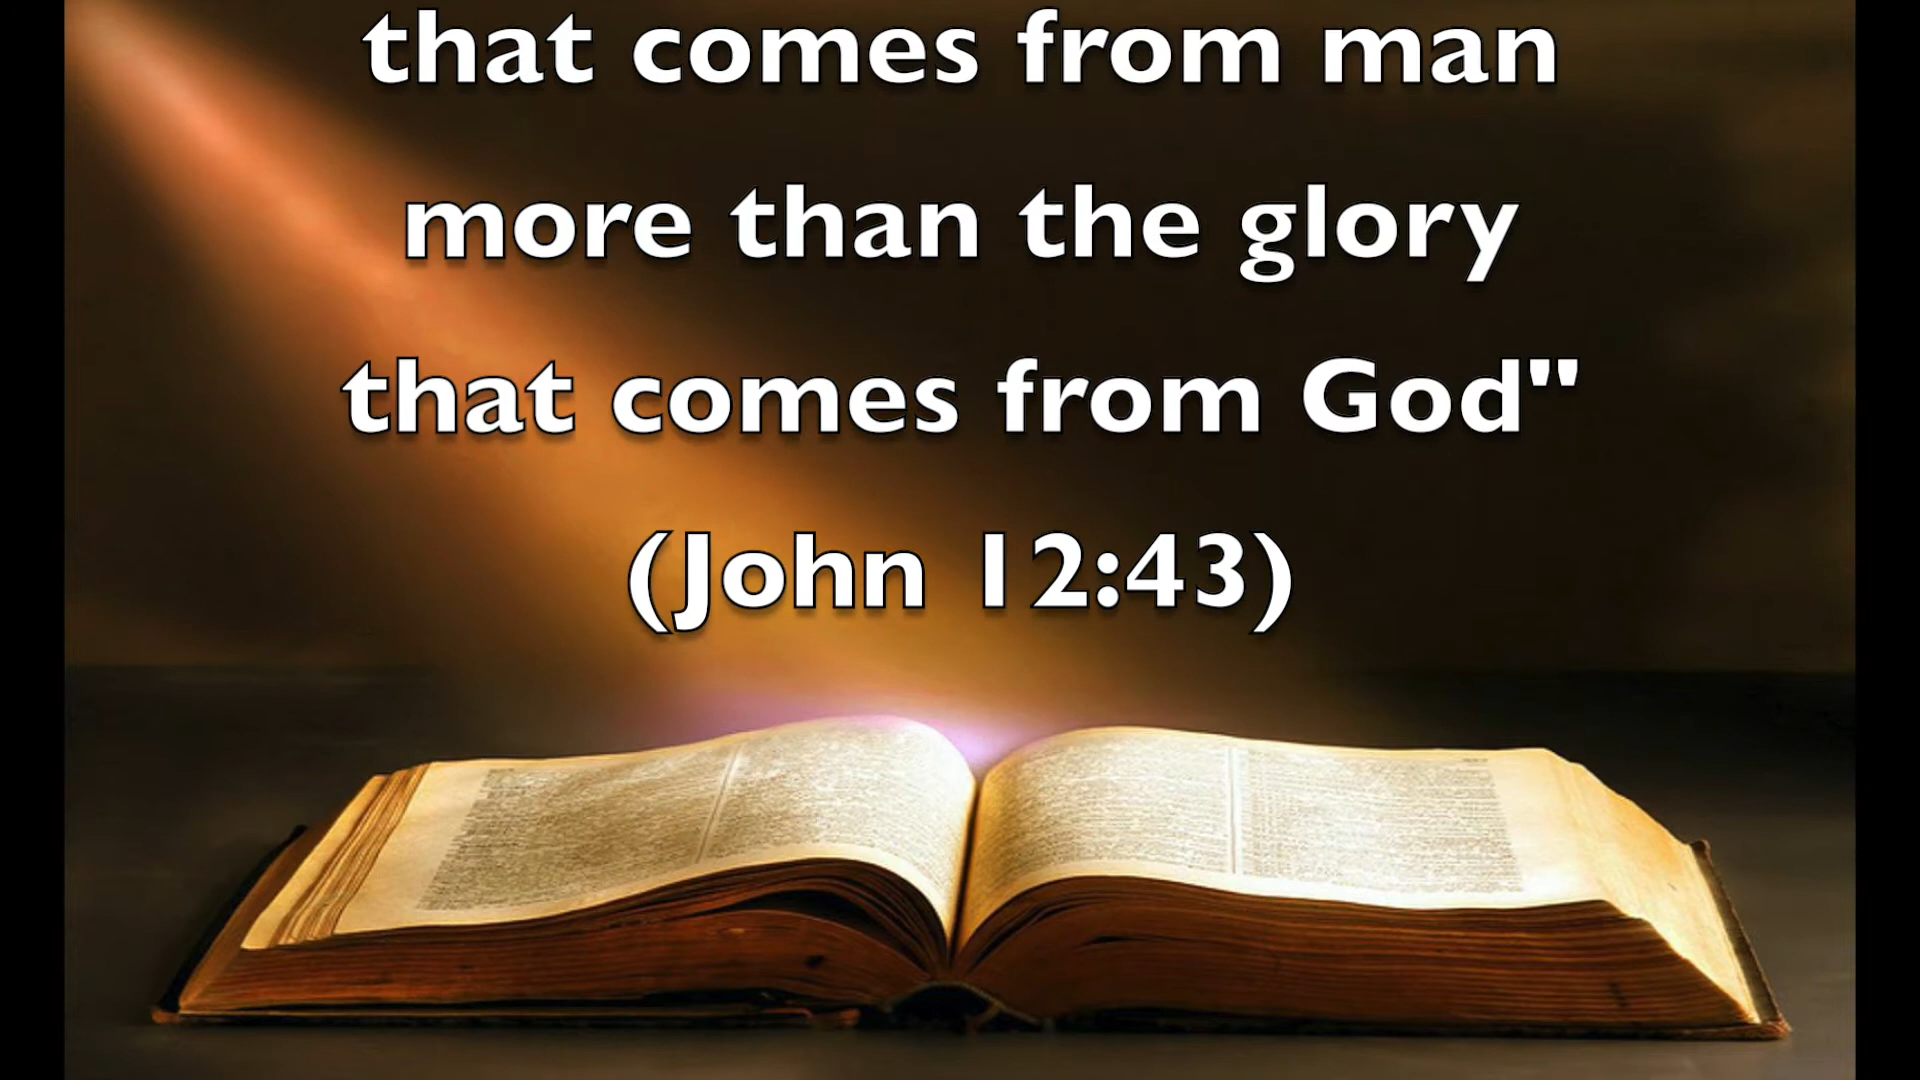 that comes from man
more than the glory
that comes from God"
(John 12:43)